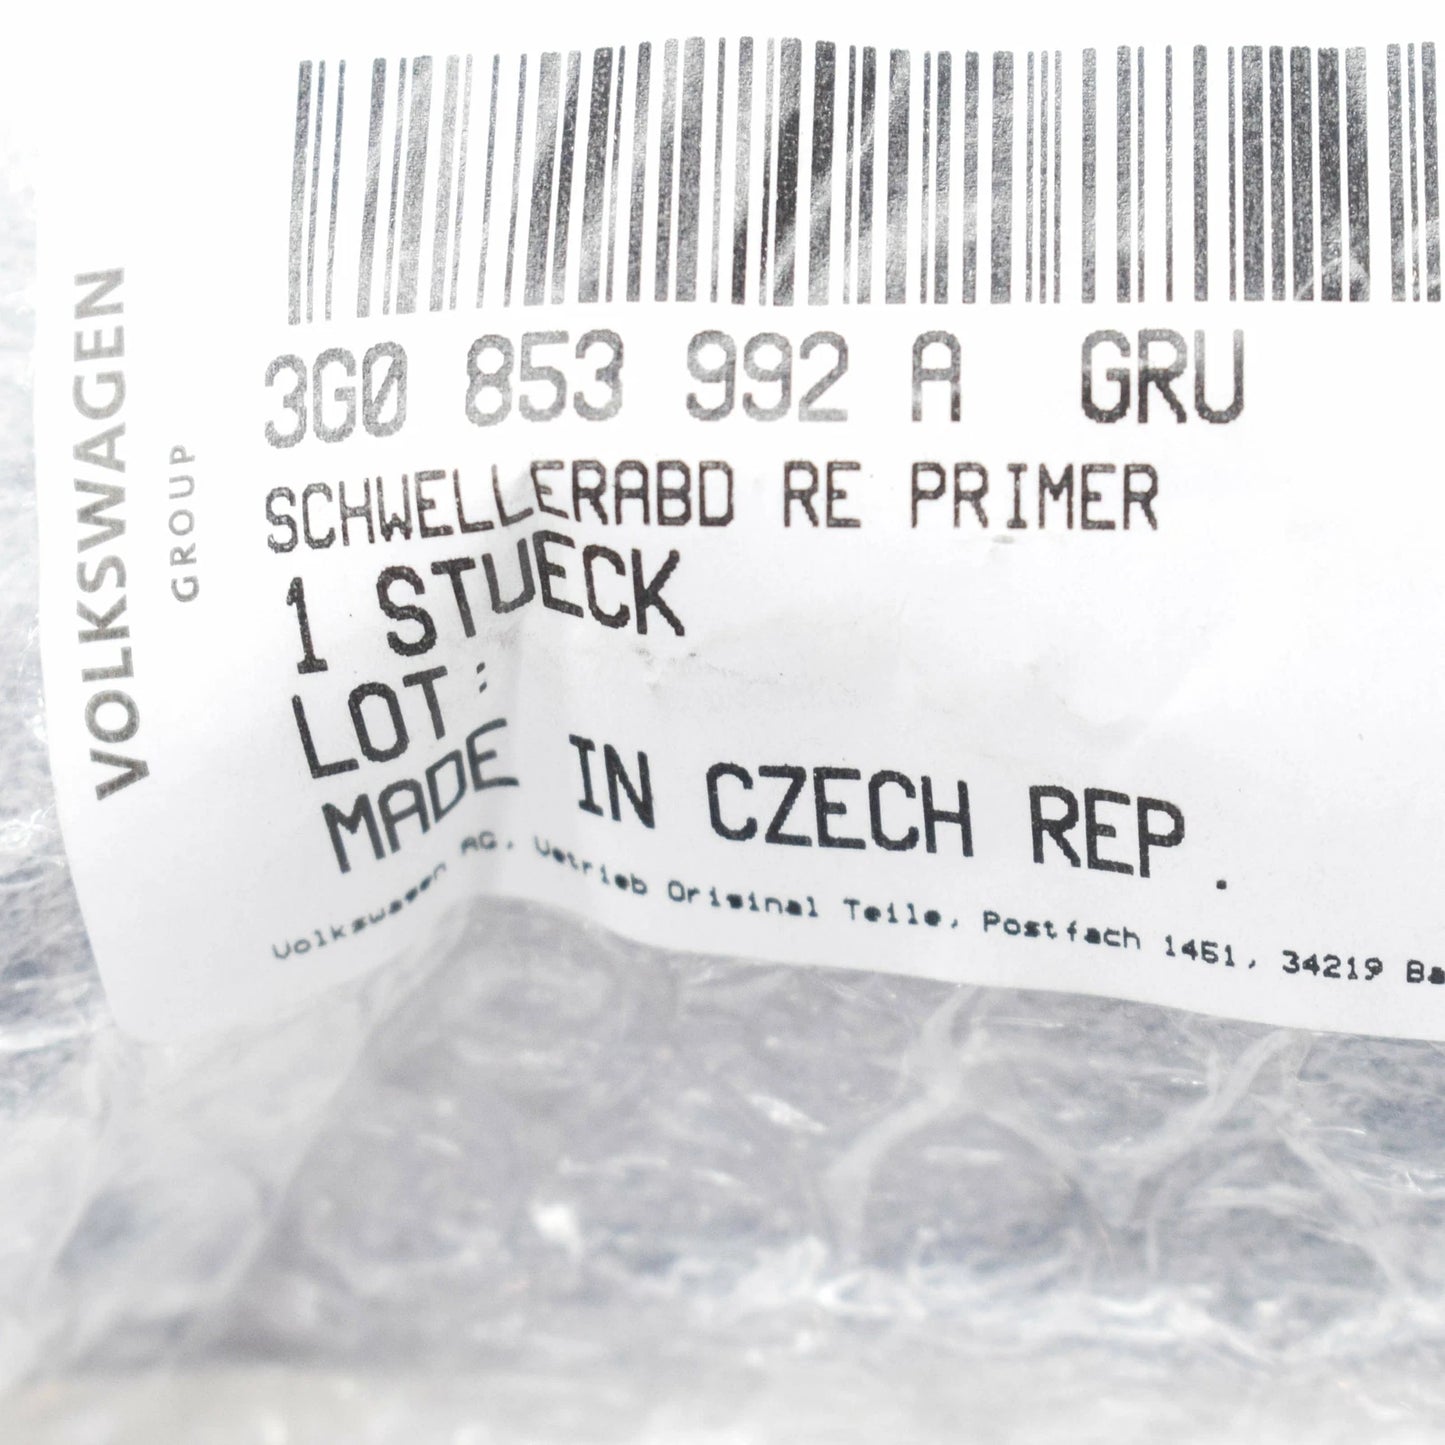 VOLKSWAGEN
GROUP
3G0 853 992 A GRU
SCHWELLERABD RE PRIMER
1 STUECK
LOT:
MADE IN CZECH REP.
Volkswagen AG, Vetrieb Original Teile, Postfach 1461, 34219 Ba